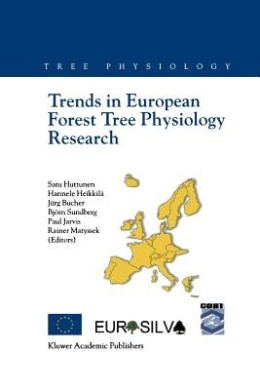 TREE PHYSIOLOGY
Trends in European
Forest Tree Physiology
Research
Satu Huttunen
Hannele Heikkilä
Jürg Bucher
Björn Sundberg
Paul Jarvis
Rainer Matyssek
(Editors)
EUROSILVA
COST
Kluwer Academic Publishers